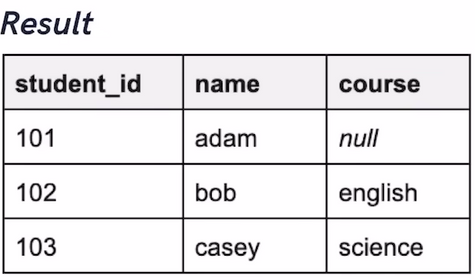 Result
student_id name course
101 adam null
102 bob english
103 casey science